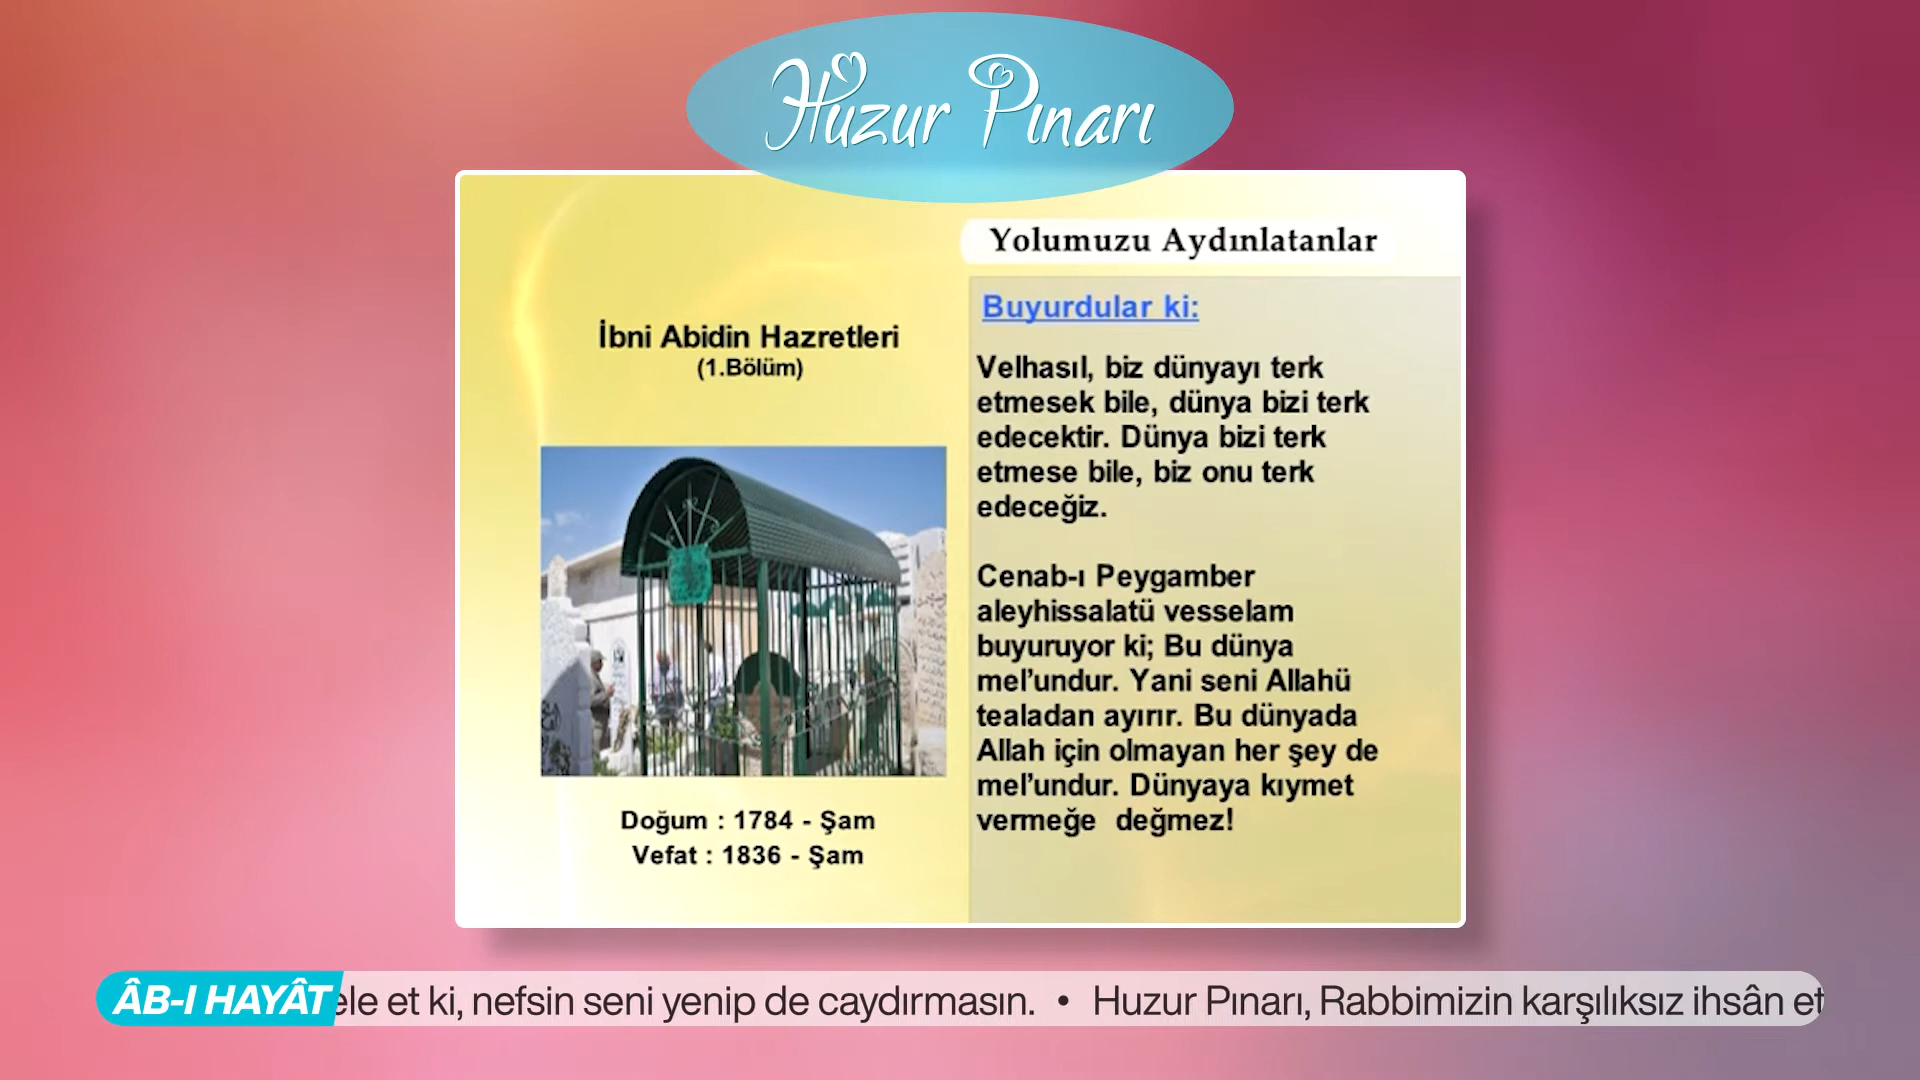 Huzur Pınarı
Yolumuzu Aydınlatanlar
İbni Abidin Hazretleri
(1.Bölüm)
Doğum : 1784 - Şam
Vefat : 1836 - Şam
Buyurdular ki:
Velhasıl, biz dünyayı terk
etmesek bile, dünya bizi terk
edecektir. Dünya bizi terk
etmese bile, biz onu terk
edeceğiz.
Cenab-ı Peygamber
aleyhissalatü vesselam
buyuruyor ki; Bu dünya
mel’undur. Yani seni Allahü
tealadan ayırır. Bu dünyada
Allah için olmayan her şey de
mel’undur. Dünyaya kıymet
vermeğe değmez!
ÂB-I HAYÂT
ele et ki, nefsin seni yenip de caydırmasın. • Huzur Pınarı, Rabbimizin karşılıksız ihsân et